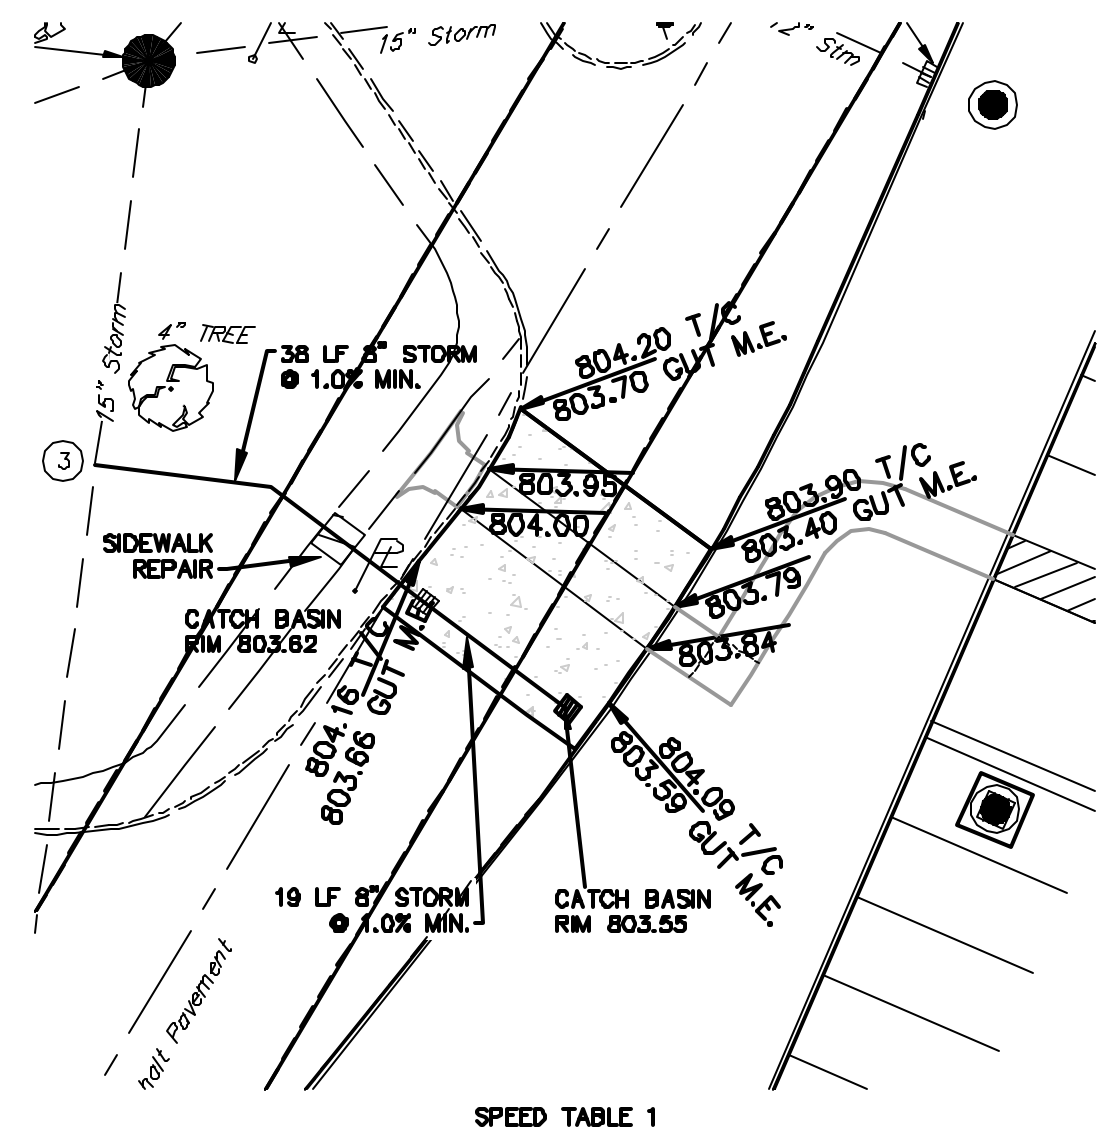 15" Storm
2" Stm
804.20 T/C
803.70 GUT M.E.
4" TREE
15" Storm
38 LF 8" STORM
@ 1.0% MIN.
3
803.95
804.00
803.90 T/C
803.40 GUT M.E.
803.79
803.84
SIDEWALK
REPAIR
CATCH BASIN
RIM 803.62
804.16 T/C
803.66 GUT M.E.
804.09 T/C
803.59 GUT M.E.
19 LF 8" STORM
@ 1.0% MIN.
CATCH BASIN
RIM 803.55
halt Pavement
SPEED TABLE 1